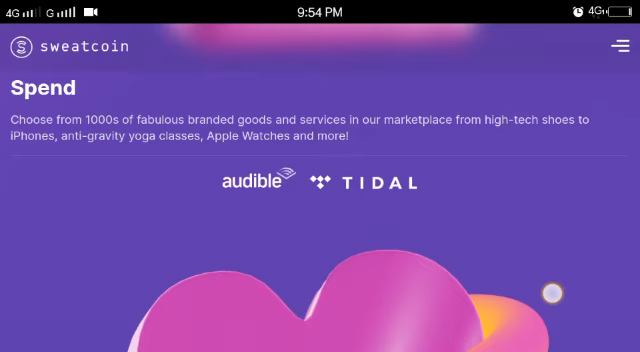 4G G 9:54 PM 4G
sweatcoin
Spend
Choose from 1000s of fabulous branded goods and services in our marketplace from high-tech shoes to
iPhones, anti-gravity yoga classes, Apple Watches and more!
audible TIDAL